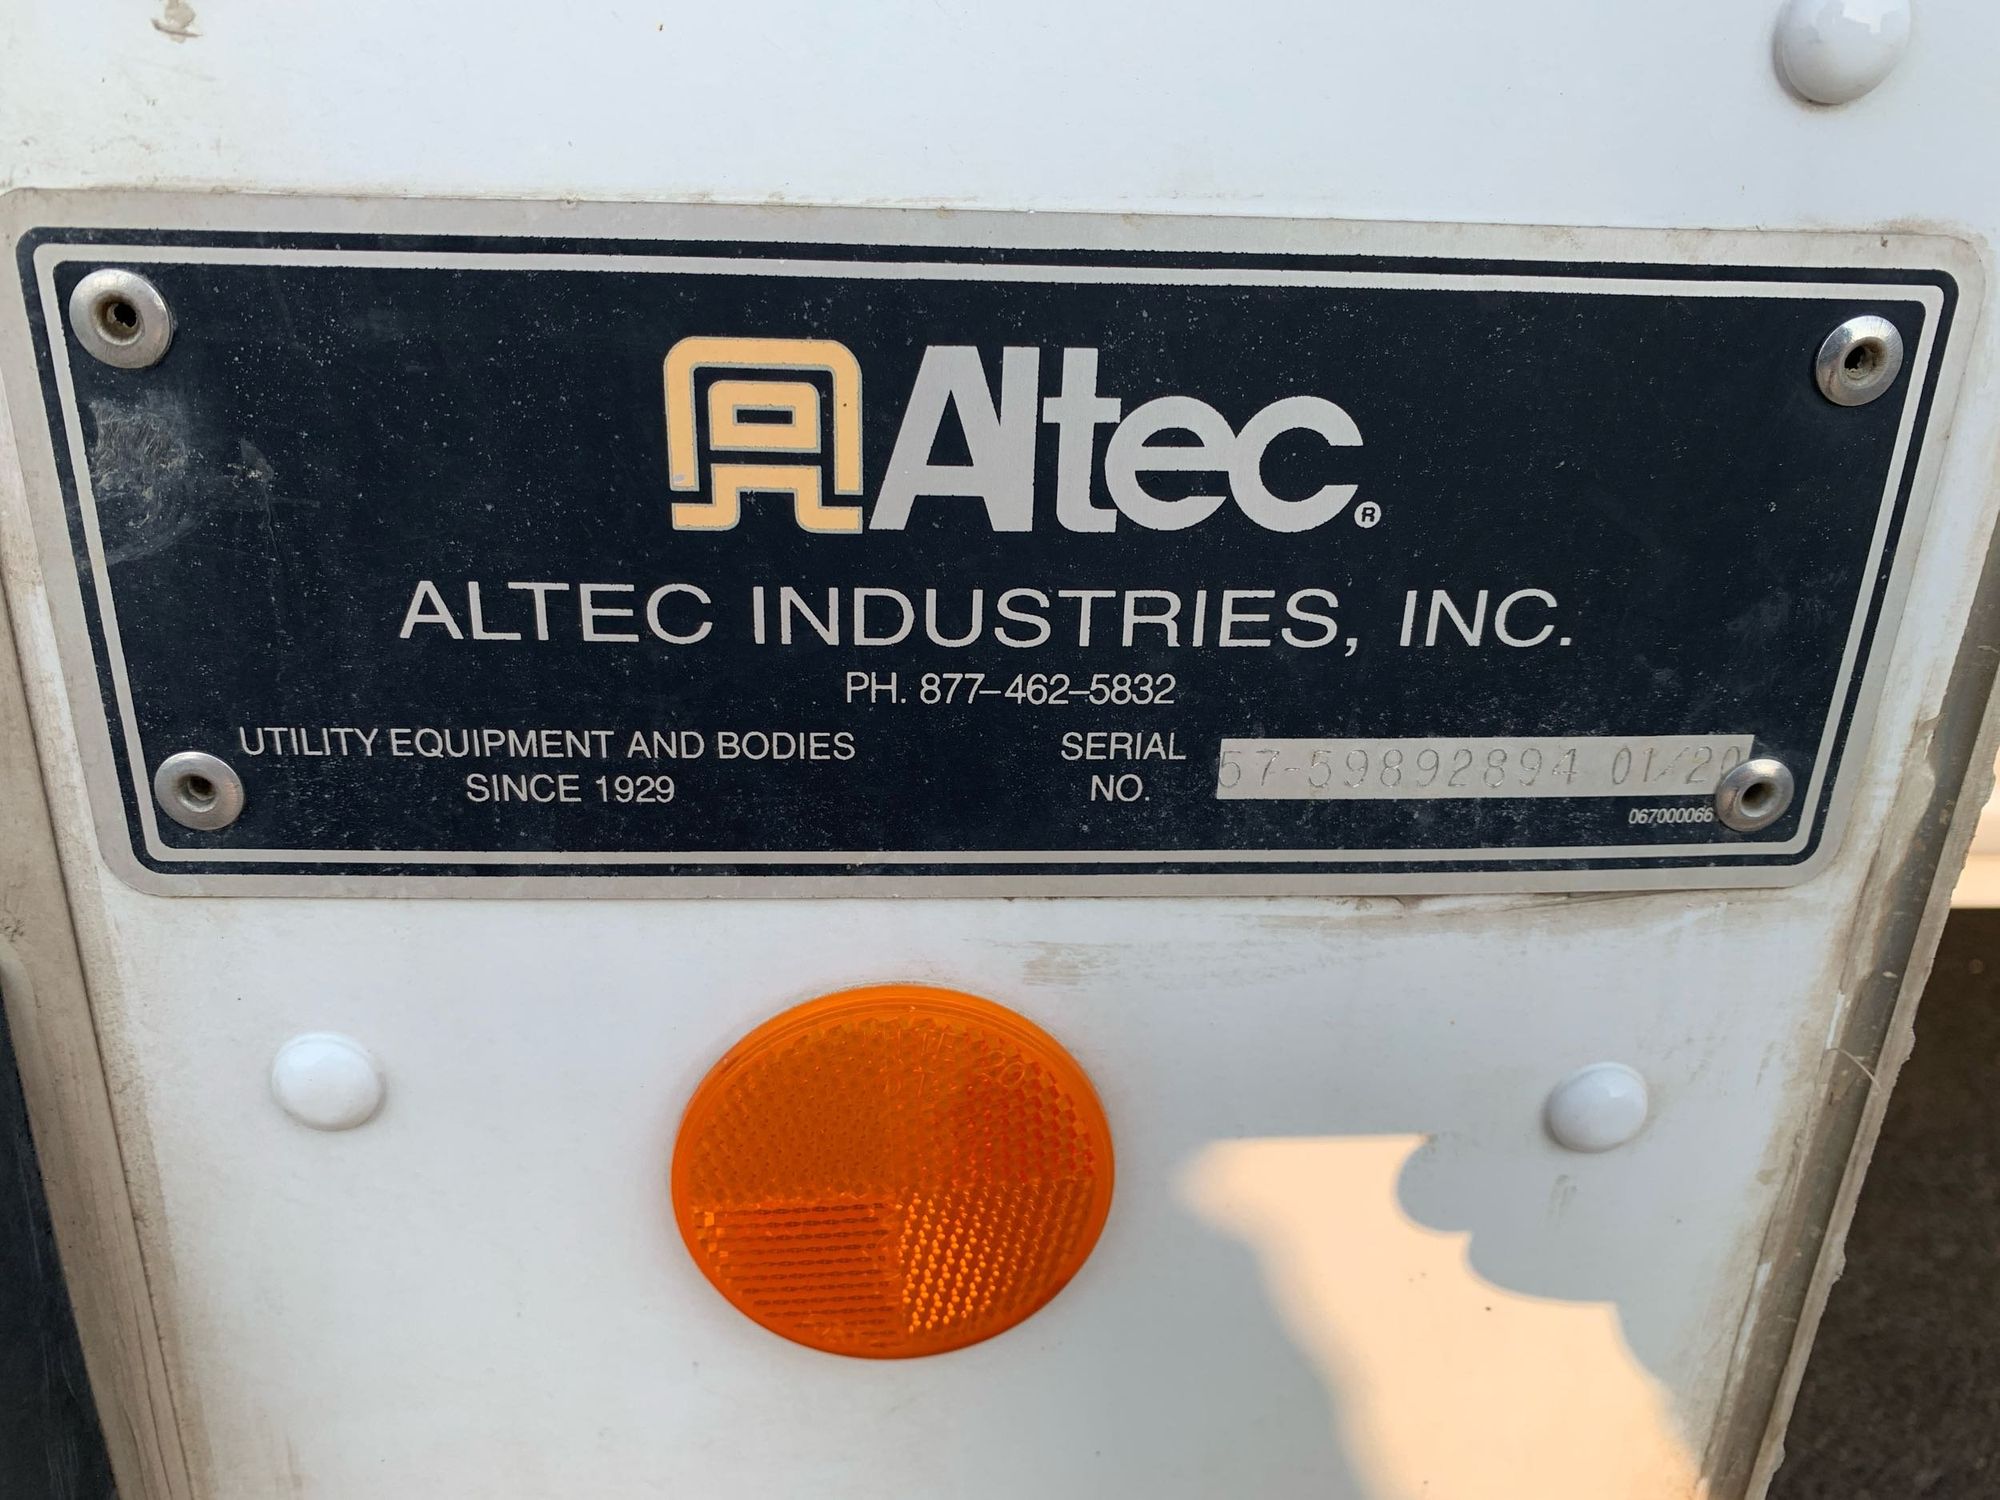 Altec®
ALTEC INDUSTRIES, INC.
PH. 877-462-5832
UTILITY EQUIPMENT AND BODIES
SINCE 1929
SERIAL
NO.
57-59892894 01/20
067000066